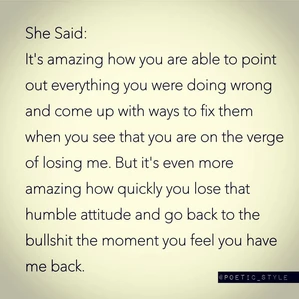 She Said:
It's amazing how you are able to point
out everything you were doing wrong
and come up with ways to fix them
when you see that you are on the verge
of losing me. But it's even more
amazing how quickly you lose that
humble attitude and go back to the
bullshit the moment you feel you have
me back.
@POETIC_STYLE